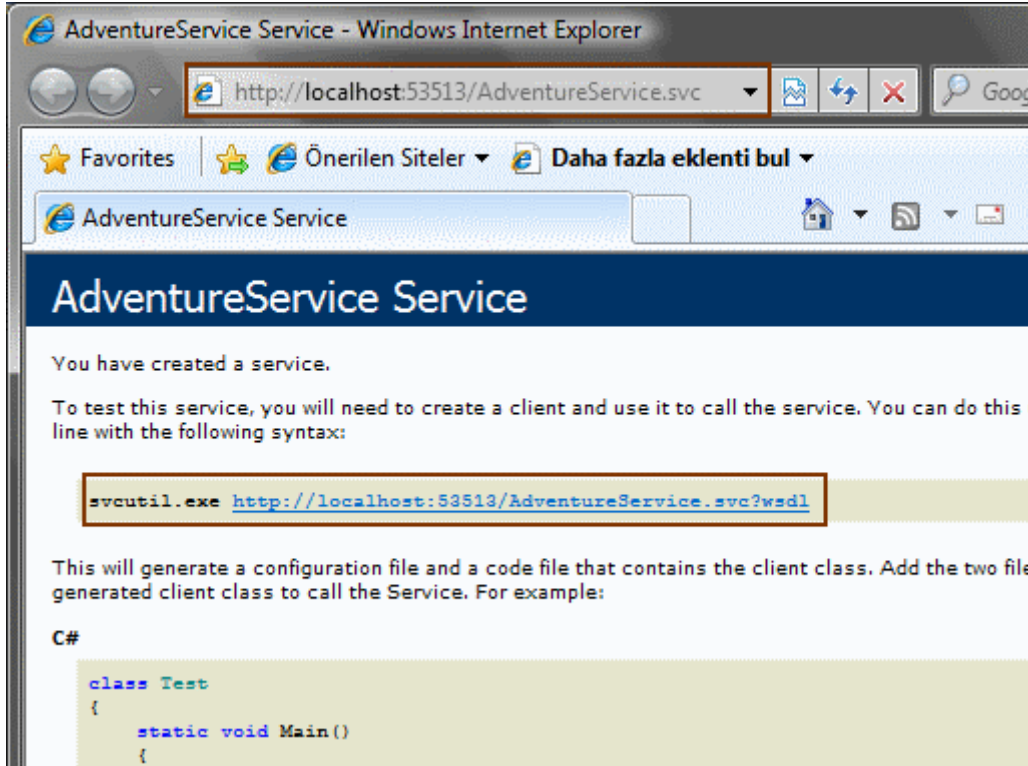 AdventureService Service - Windows Internet Explorer
http://localhost:53513/AdventureService.svc
Favorites Önerilen Siteler Daha fazla eklenti bul
AdventureService Service
AdventureService Service
You have created a service.
To test this service, you will need to create a client and use it to call the service. You can do this
line with the following syntax:
svcutil.exe http://localhost:53513/AdventureService.svc?wsdl
This will generate a configuration file and a code file that contains the client class. Add the two
generated client class to call the Service. For example:
C#
class Test
{
static void Main()
{